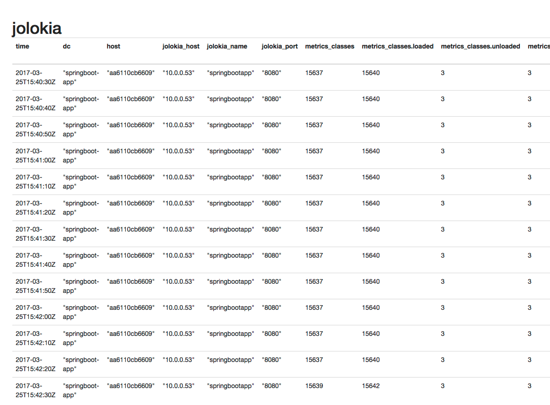 jolokia
time dc host jolokia_host jolokia_name jolokia_port metrics_classes metrics_classes.loaded metrics_classes.unloaded metrics
2017-03- "springboot- "aa6110cb6609" "10.0.0.53" "springbootapp" "8080" 15637 15640 3 3
25T15:40:30Z app"
2017-03- "springboot- "aa6110cb6609" "10.0.0.53" "springbootapp" "8080" 15637 15640 3 3
25T15:40:40Z app"
2017-03- "springboot- "aa6110cb6609" "10.0.0.53" "springbootapp" "8080" 15637 15640 3 3
25T15:40:50Z app"
2017-03- "springboot- "aa6110cb6609" "10.0.0.53" "springbootapp" "8080" 15637 15640 3 3
25T15:41:00Z app"
2017-03- "springboot- "aa6110cb6609" "10.0.0.53" "springbootapp" "8080" 15637 15640 3 3
25T15:41:10Z app"
2017-03- "springboot- "aa6110cb6609" "10.0.0.53" "springbootapp" "8080" 15637 15640 3 3
25T15:41:20Z app"
2017-03- "springboot- "aa6110cb6609" "10.0.0.53" "springbootapp" "8080" 15637 15640 3 3
25T15:41:30Z app"
2017-03- "springboot- "aa6110cb6609" "10.0.0.53" "springbootapp" "8080" 15637 15640 3 3
25T15:41:40Z app"
2017-03- "springboot- "aa6110cb6609" "10.0.0.53" "springbootapp" "8080" 15637 15640 3 3
25T15:41:50Z app"
2017-03- "springboot- "aa6110cb6609" "10.0.0.53" "springbootapp" "8080" 15637 15640 3 3
25T15:42:00Z app"
2017-03- "springboot- "aa6110cb6609" "10.0.0.53" "springbootapp" "8080" 15637 15640 3 3
25T15:42:10Z app"
2017-03- "springboot- "aa6110cb6609" "10.0.0.53" "springbootapp" "8080" 15637 15640 3 3
25T15:42:20Z app"
2017-03- "springboot- "aa6110cb6609" "10.0.0.53" "springbootapp" "8080" 15639 15642 3 3
25T15:42:30Z app"